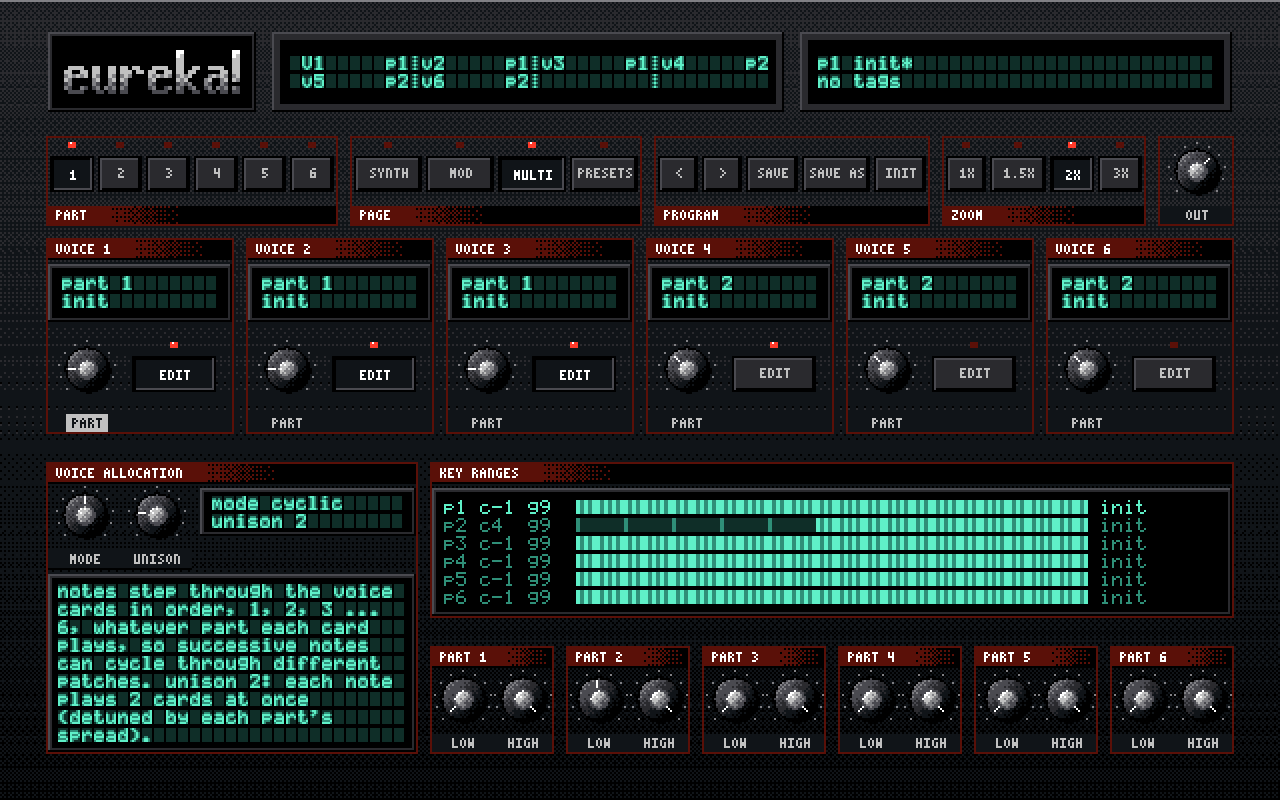 eureka!
V1 p1 v2 p1 v3 p1 v4 p2
v5 p2 v6 p2
p1 init*
no tags
1 2 3 4 5 6
SYNTH MOD MULTI PRESETS
< > SAVE SAVE AS INIT
1X 1.5X 2X 3X
PART
PAGE
PROGRAM
ZOOM
OUT
VOICE 1
part 1
init
EDIT
PART
VOICE 2
part 1
init
EDIT
PART
VOICE 3
part 1
init
EDIT
PART
VOICE 4
part 2
init
EDIT
PART
VOICE 5
part 2
init
EDIT
PART
VOICE 6
part 2
init
EDIT
PART
VOICE ALLOCATION
mode cyclic
unison 2
MODE UNISON
notes step through the voice
cards in order, 1, 2, 3 ...
6, whatever part each card
plays, so successive notes
can cycle through different
patches. unison 2: each note
plays 2 cards at once
(detuned by each part's
spread).
KEY RANGES
p1 c-1 g9 init
p2 c4 g9 init
p3 c-1 g9 init
p4 c-1 g9 init
p5 c-1 g9 init
p6 c-1 g9 init
PART 1
LOW HIGH
PART 2
LOW HIGH
PART 3
LOW HIGH
PART 4
LOW HIGH
PART 5
LOW HIGH
PART 6
LOW HIGH